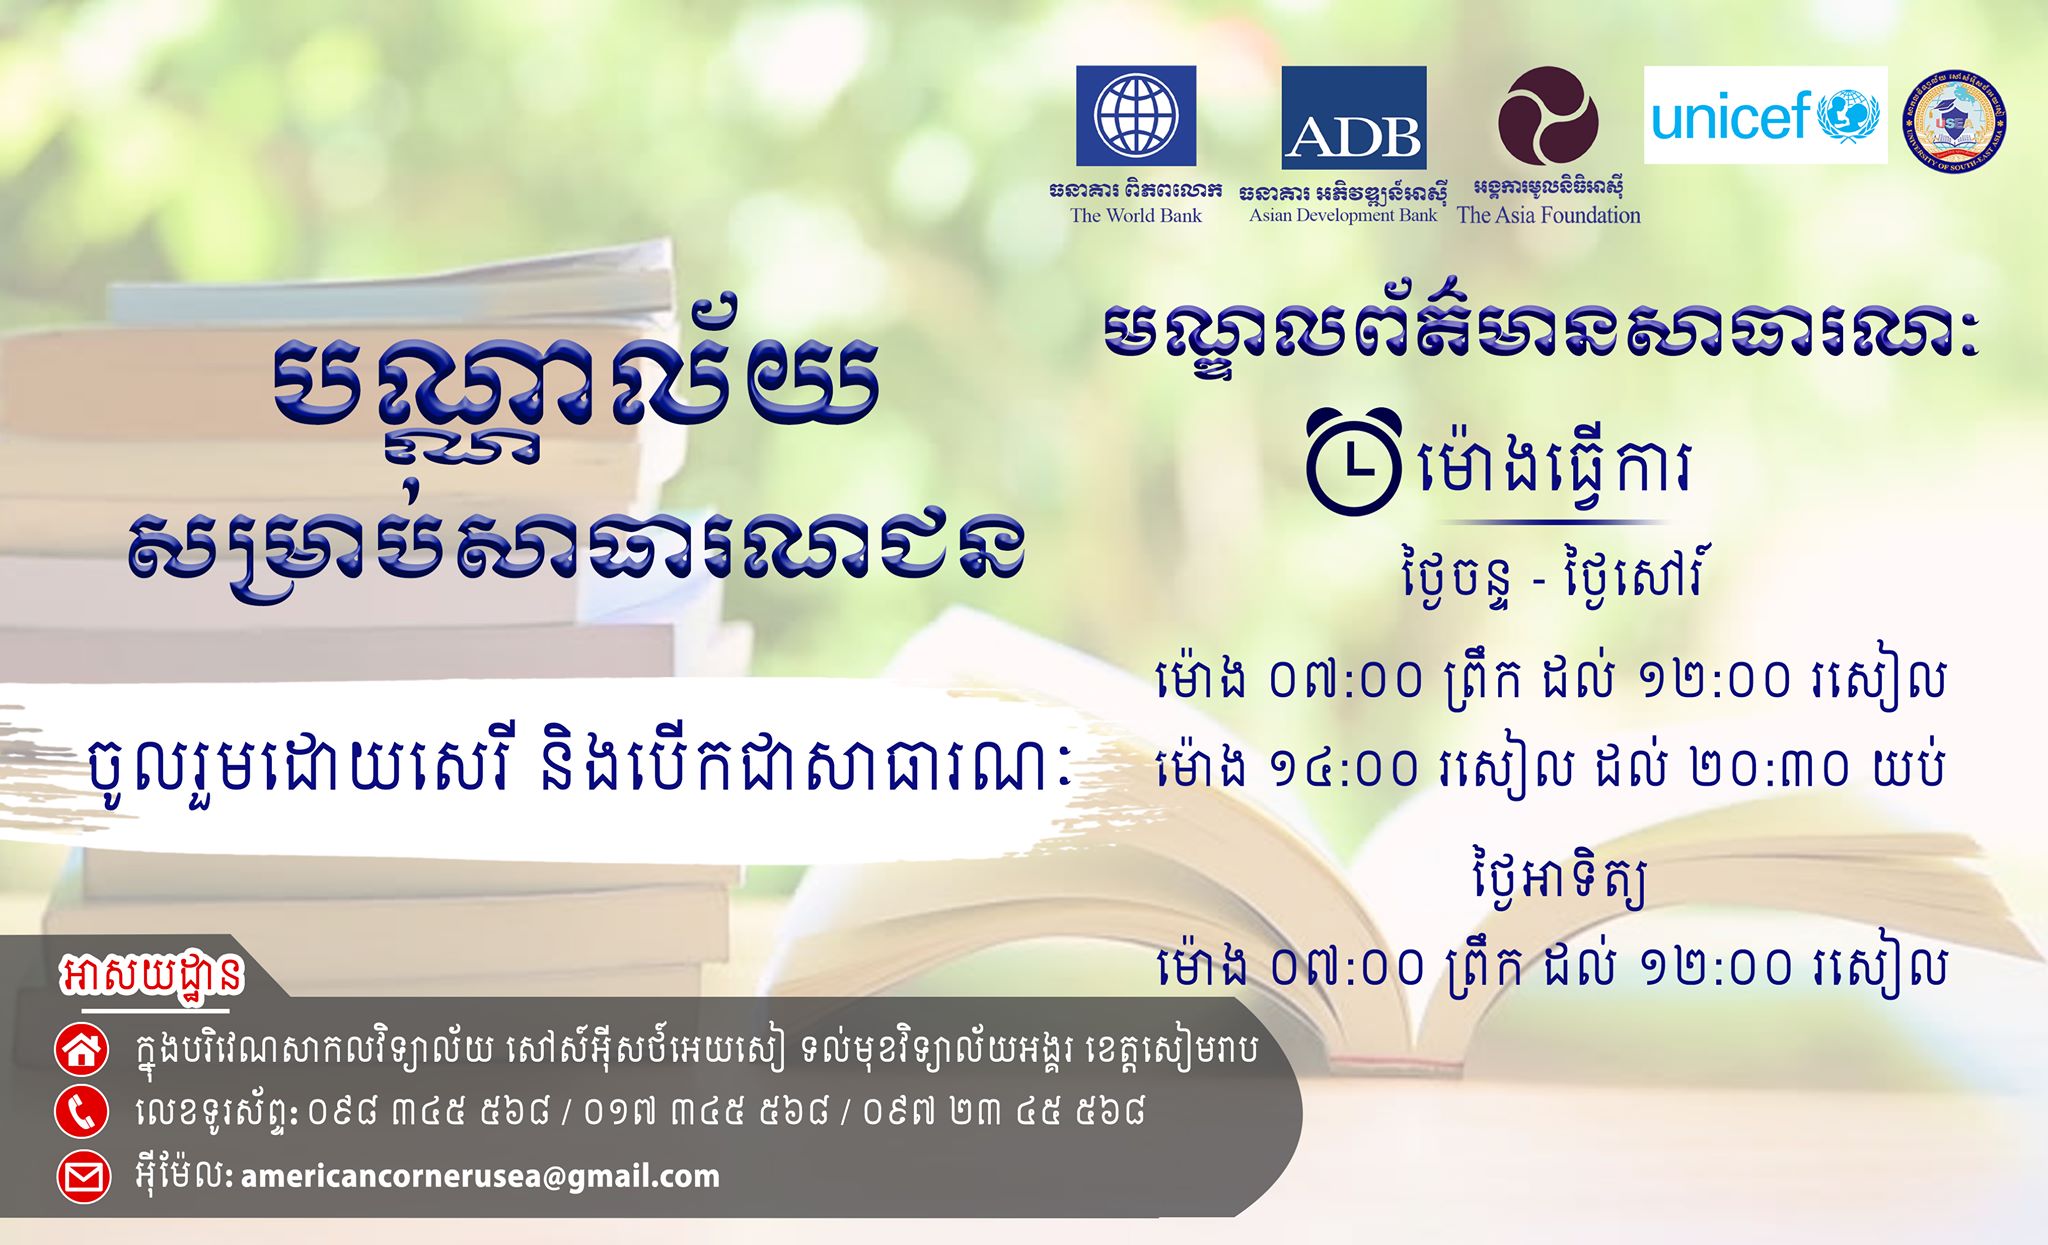 ធនាគារ ពិភពលោក
The World Bank
ADB
ធនាគារ អភិវឌ្ឍន៍អាស៊ី
Asian Development Bank
អង្គការមូលនិធិអាស៊ី
The Asia Foundation
unicef
USEA
UNIVERSITY OF SOUTH-EAST ASIA
បណ្ណាល័យ
សម្រាប់សាធារណជន
ចូលរួមដោយសេរី និងបើកជាសាធារណៈ
មណ្ឌលព័ត៌មានសាធារណៈ
ម៉ោងធ្វើការ
ថ្ងៃចន្ទ - ថ្ងៃសៅរ៍
ម៉ោង ០៧:០០ ព្រឹក ដល់ ១២:០០ រសៀល
ម៉ោង ១៤:០០ រសៀល ដល់ ២០:៣០ យប់
ថ្ងៃអាទិត្យ
ម៉ោង ០៧:០០ ព្រឹក ដល់ ១២:០០ រសៀល
អាសយដ្ឋាន
ក្នុងបរិវេណសាកលវិទ្យាល័យ សៅស៍អ៊ីសថ៍អេយសៀ ទល់មុខវិទ្យាល័យអង្គរ ខេត្តសៀមរាប
លេខទូរស័ព្ទ: ០៩៨ ៣៤៥ ៥៦៨ / ០១៧ ៣៤៥ ៥៦៨ / ០៩៧ ២៣ ៤៥ ៥៦៨
អ៊ីម៉ែល: americancornerusea@gmail.com